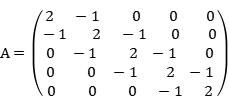 2 - 1 0 0 0
- 1 2 - 1 0 0
A = 0 - 1 2 - 1 0
0 0 - 1 2 - 1
0 0 0 - 1 2